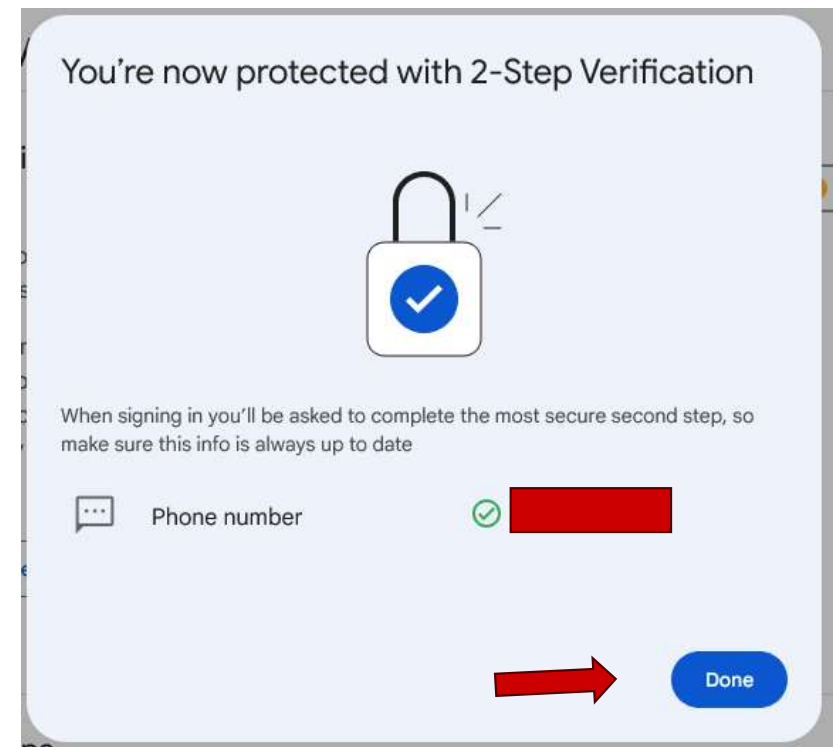 You’re now protected with 2-Step Verification
When signing in you’ll be asked to complete the most secure second step, so
make sure this info is always up to date
Phone number
Done